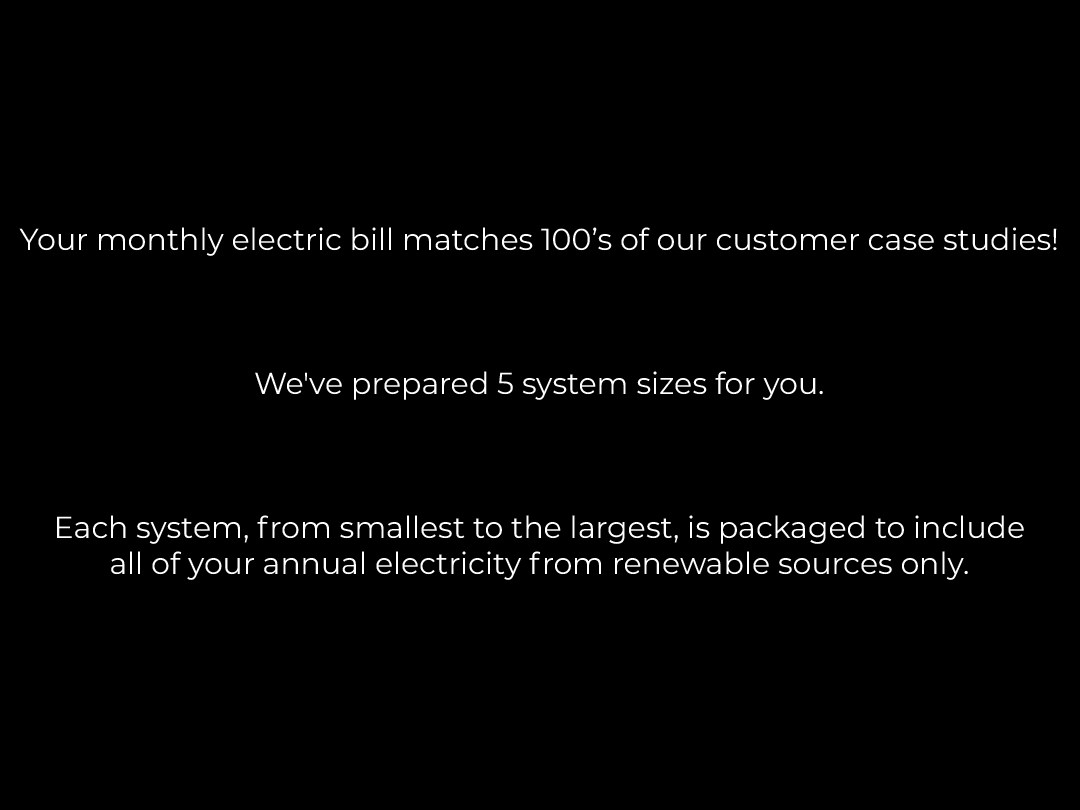 Your monthly electric bill matches 100’s of our customer case studies!
We've prepared 5 system sizes for you.
Each system, from smallest to the largest, is packaged to include
all of your annual electricity from renewable sources only.